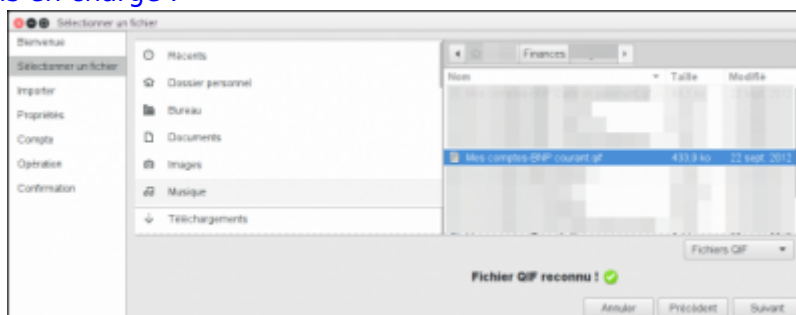 en charge :
Sélectionner un fichier
Bienvenue
Sélectionner un fichier
Importer
Propriétés
Compte
Opération
Confirmation
Récents
Dossier personnel
Bureau
Documents
Images
Musique
Téléchargements
Finances
Nom Taille Modifié
Mes comptes-BNP courant.qif 433,9 ko 22 sept. 2012
Fichiers QIF
Fichier QIF reconnu !
Annuler Précédent Suivant